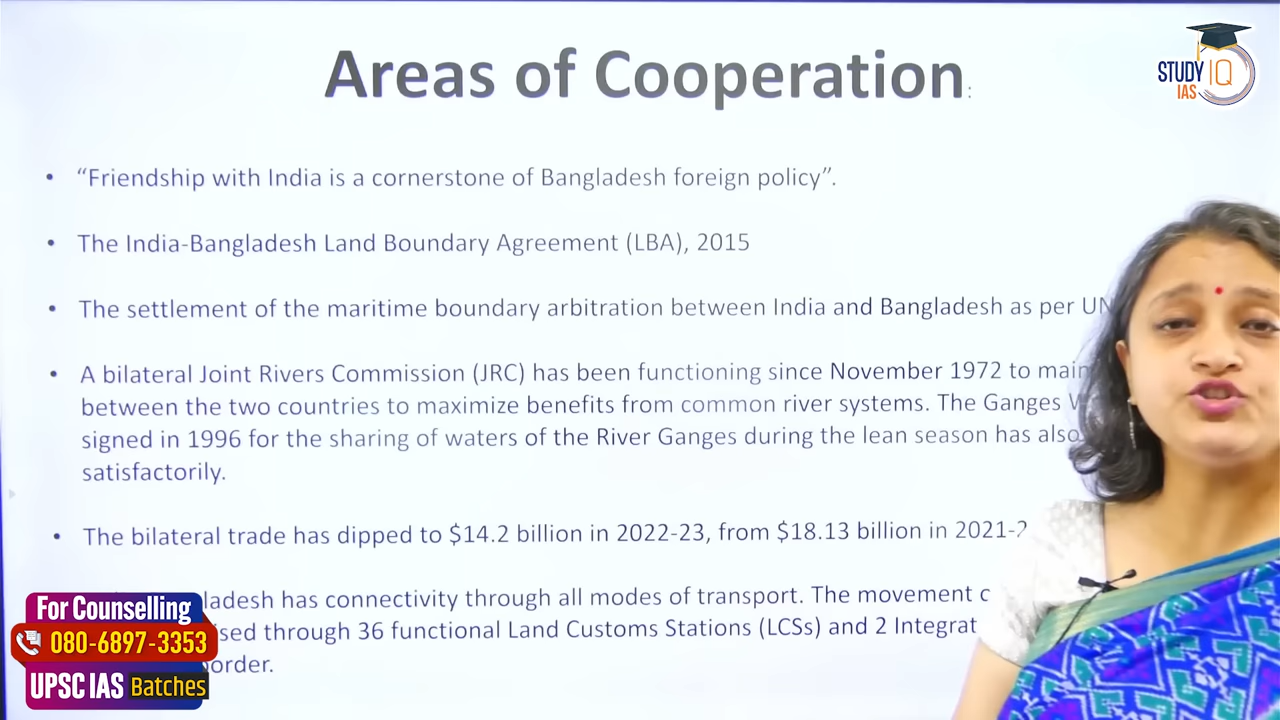 Areas of Cooperation:
STUDY IQ
IAS
• “Friendship with India is a cornerstone of Bangladesh foreign policy”.
• The India-Bangladesh Land Boundary Agreement (LBA), 2015
• The settlement of the maritime boundary arbitration between India and Bangladesh as per UN
• A bilateral Joint Rivers Commission (JRC) has been functioning since November 1972 to main
between the two countries to maximize benefits from common river systems. The Ganges W
signed in 1996 for the sharing of waters of the River Ganges during the lean season has also
satisfactorily.
• The bilateral trade has dipped to $14.2 billion in 2022-23, from $18.13 billion in 2021-2
ladesh has connectivity through all modes of transport. The movement
ised through 36 functional Land Customs Stations (LCSs) and 2 Integrat
order.
For Counselling
080-6897-3353
UPSC IAS Batches